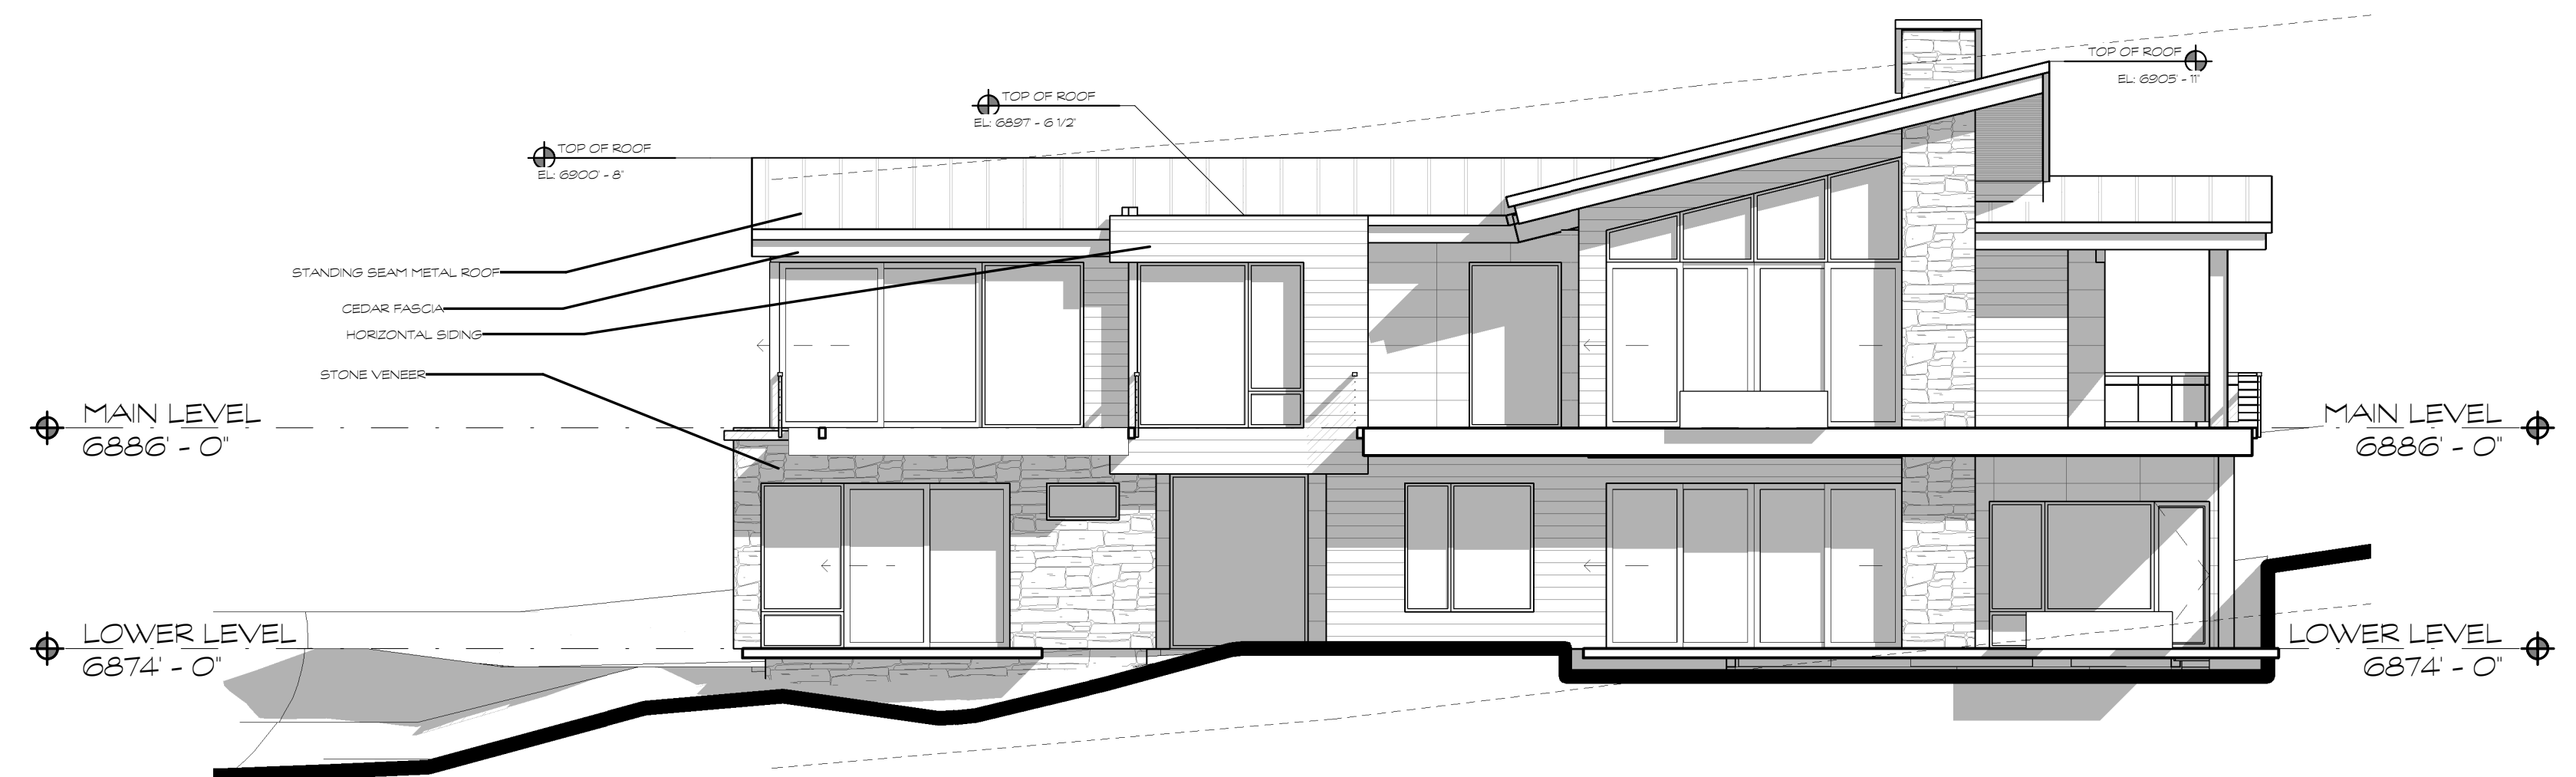 TOP OF ROOF
EL: 6905' - 11"
TOP OF ROOF
EL: 6897 - 6 1/2"
TOP OF ROOF
EL: 6900' - 8"
STANDING SEAM METAL ROOF
CEDAR FASCIA
HORIZONTAL SIDING
STONE VENEER
MAIN LEVEL
6886' - 0"
MAIN LEVEL
6886' - 0"
LOWER LEVEL
6874' - 0"
LOWER LEVEL
6874' - 0"